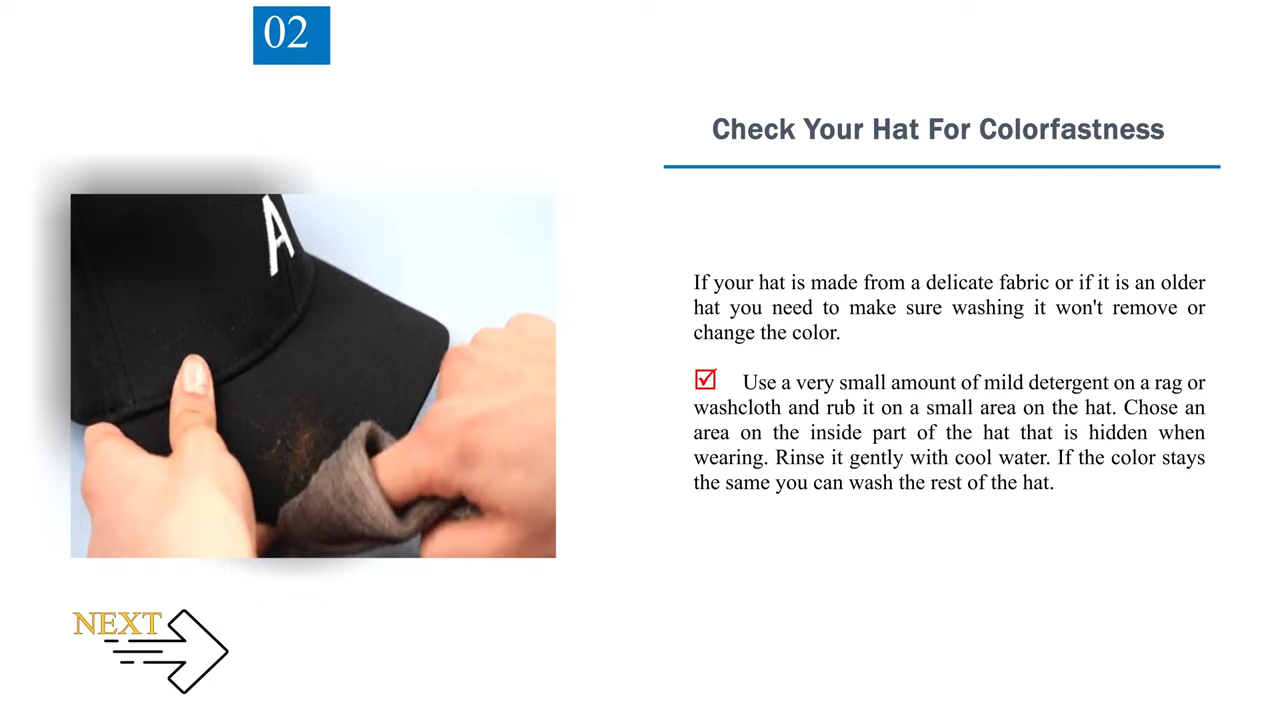 02
Check Your Hat For Colorfastness
A
If your hat is made from a delicate fabric or if it is an older
hat you need to make sure washing it won't remove or
change the color.
Use a very small amount of mild detergent on a rag or
washcloth and rub it on a small area on the hat. Chose an
area on the inside part of the hat that is hidden when
wearing. Rinse it gently with cool water. If the color stays
the same you can wash the rest of the hat.
NEXT